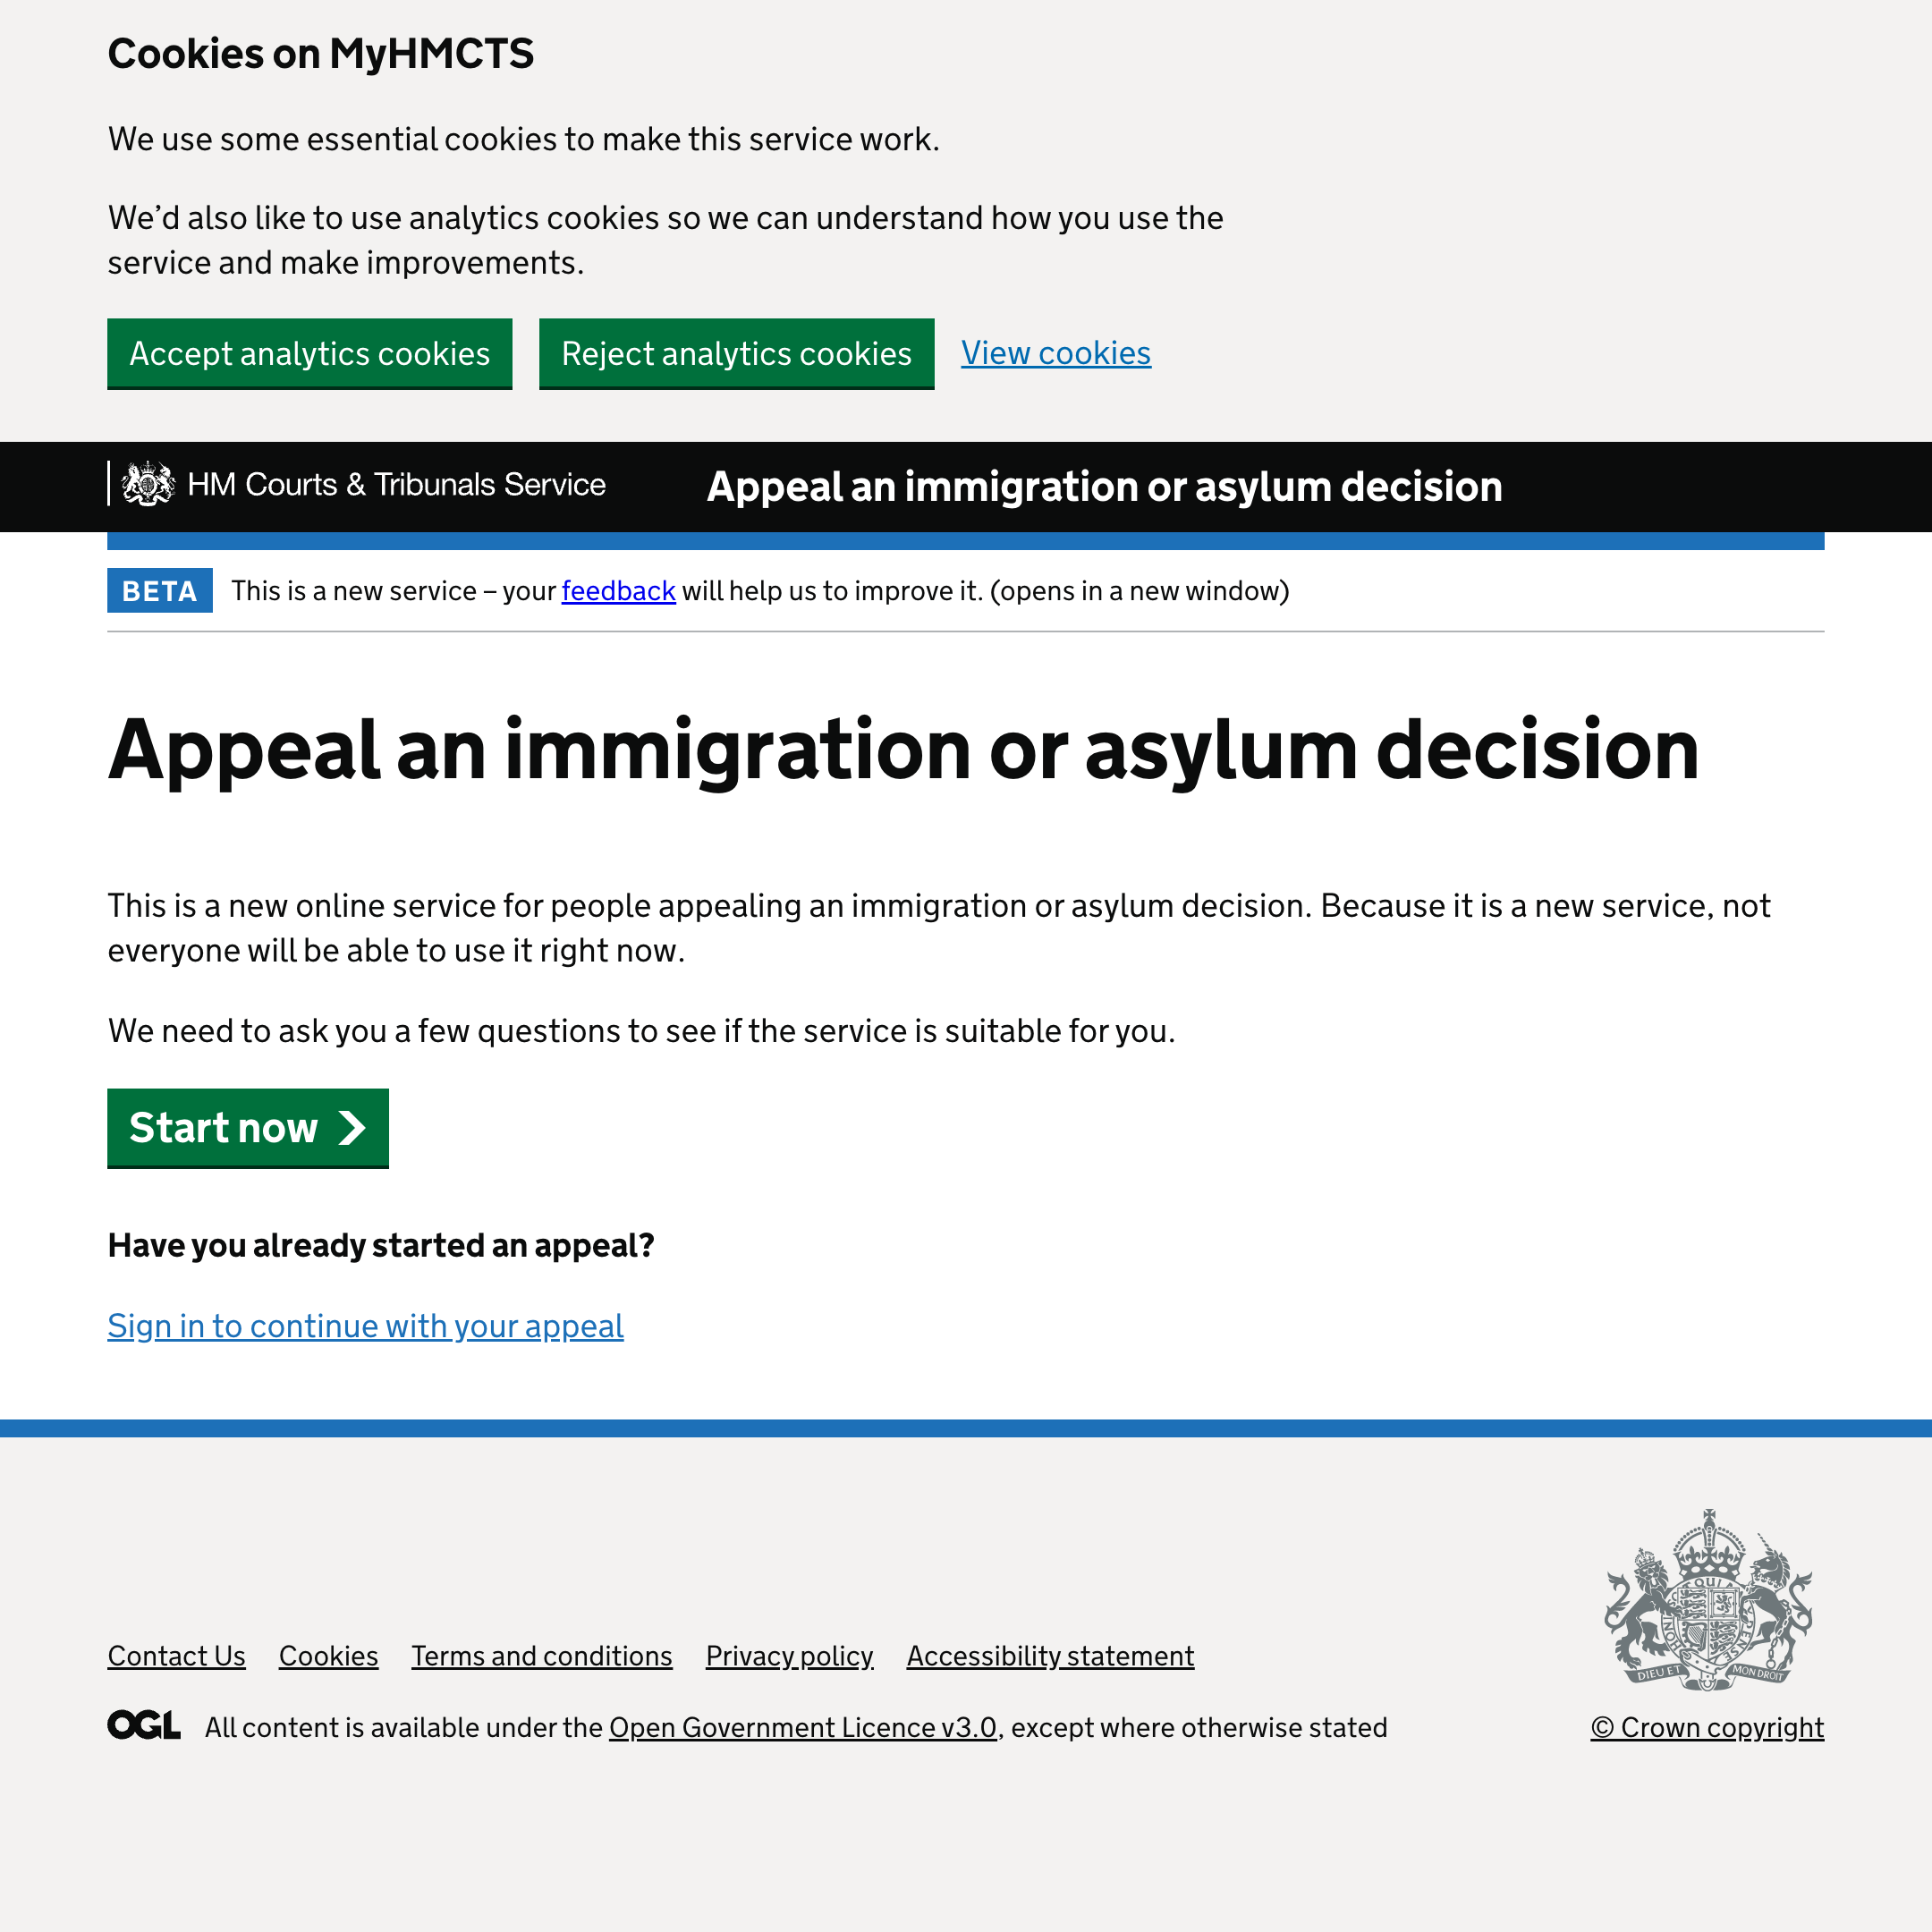 Cookies on MyHMCTS
We use some essential cookies to make this service work.
We’d also like to use analytics cookies so we can understand how you use the
service and make improvements.
Accept analytics cookies
Reject analytics cookies
View cookies
HM Courts & Tribunals Service
Appeal an immigration or asylum decision
BETA
This is a new service – your feedback will help us to improve it. (opens in a new window)
Appeal an immigration or asylum decision
This is a new online service for people appealing an immigration or asylum decision. Because it is a new service, not
everyone will be able to use it right now.
We need to ask you a few questions to see if the service is suitable for you.
Start now
Have you already started an appeal?
Sign in to continue with your appeal
Contact Us
Cookies
Terms and conditions
Privacy policy
Accessibility statement
OGL
All content is available under the Open Government Licence v3.0, except where otherwise stated
DIEU ET MON DROIT
© Crown copyright